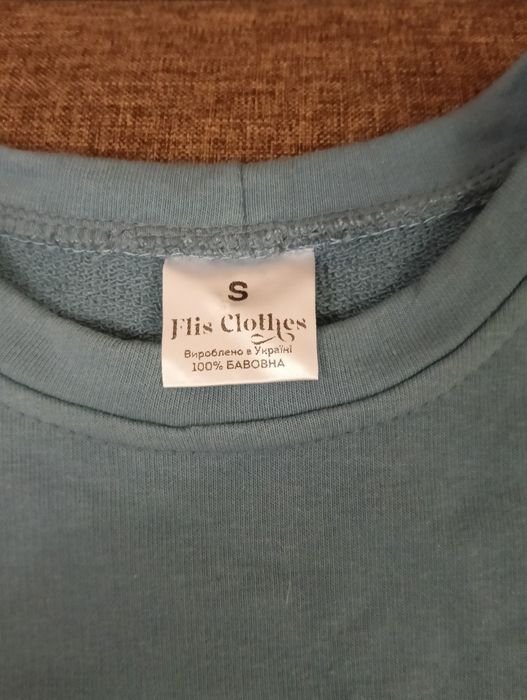 S
Flis Clothes
Вироблено в Україні
100% БАВОВНА